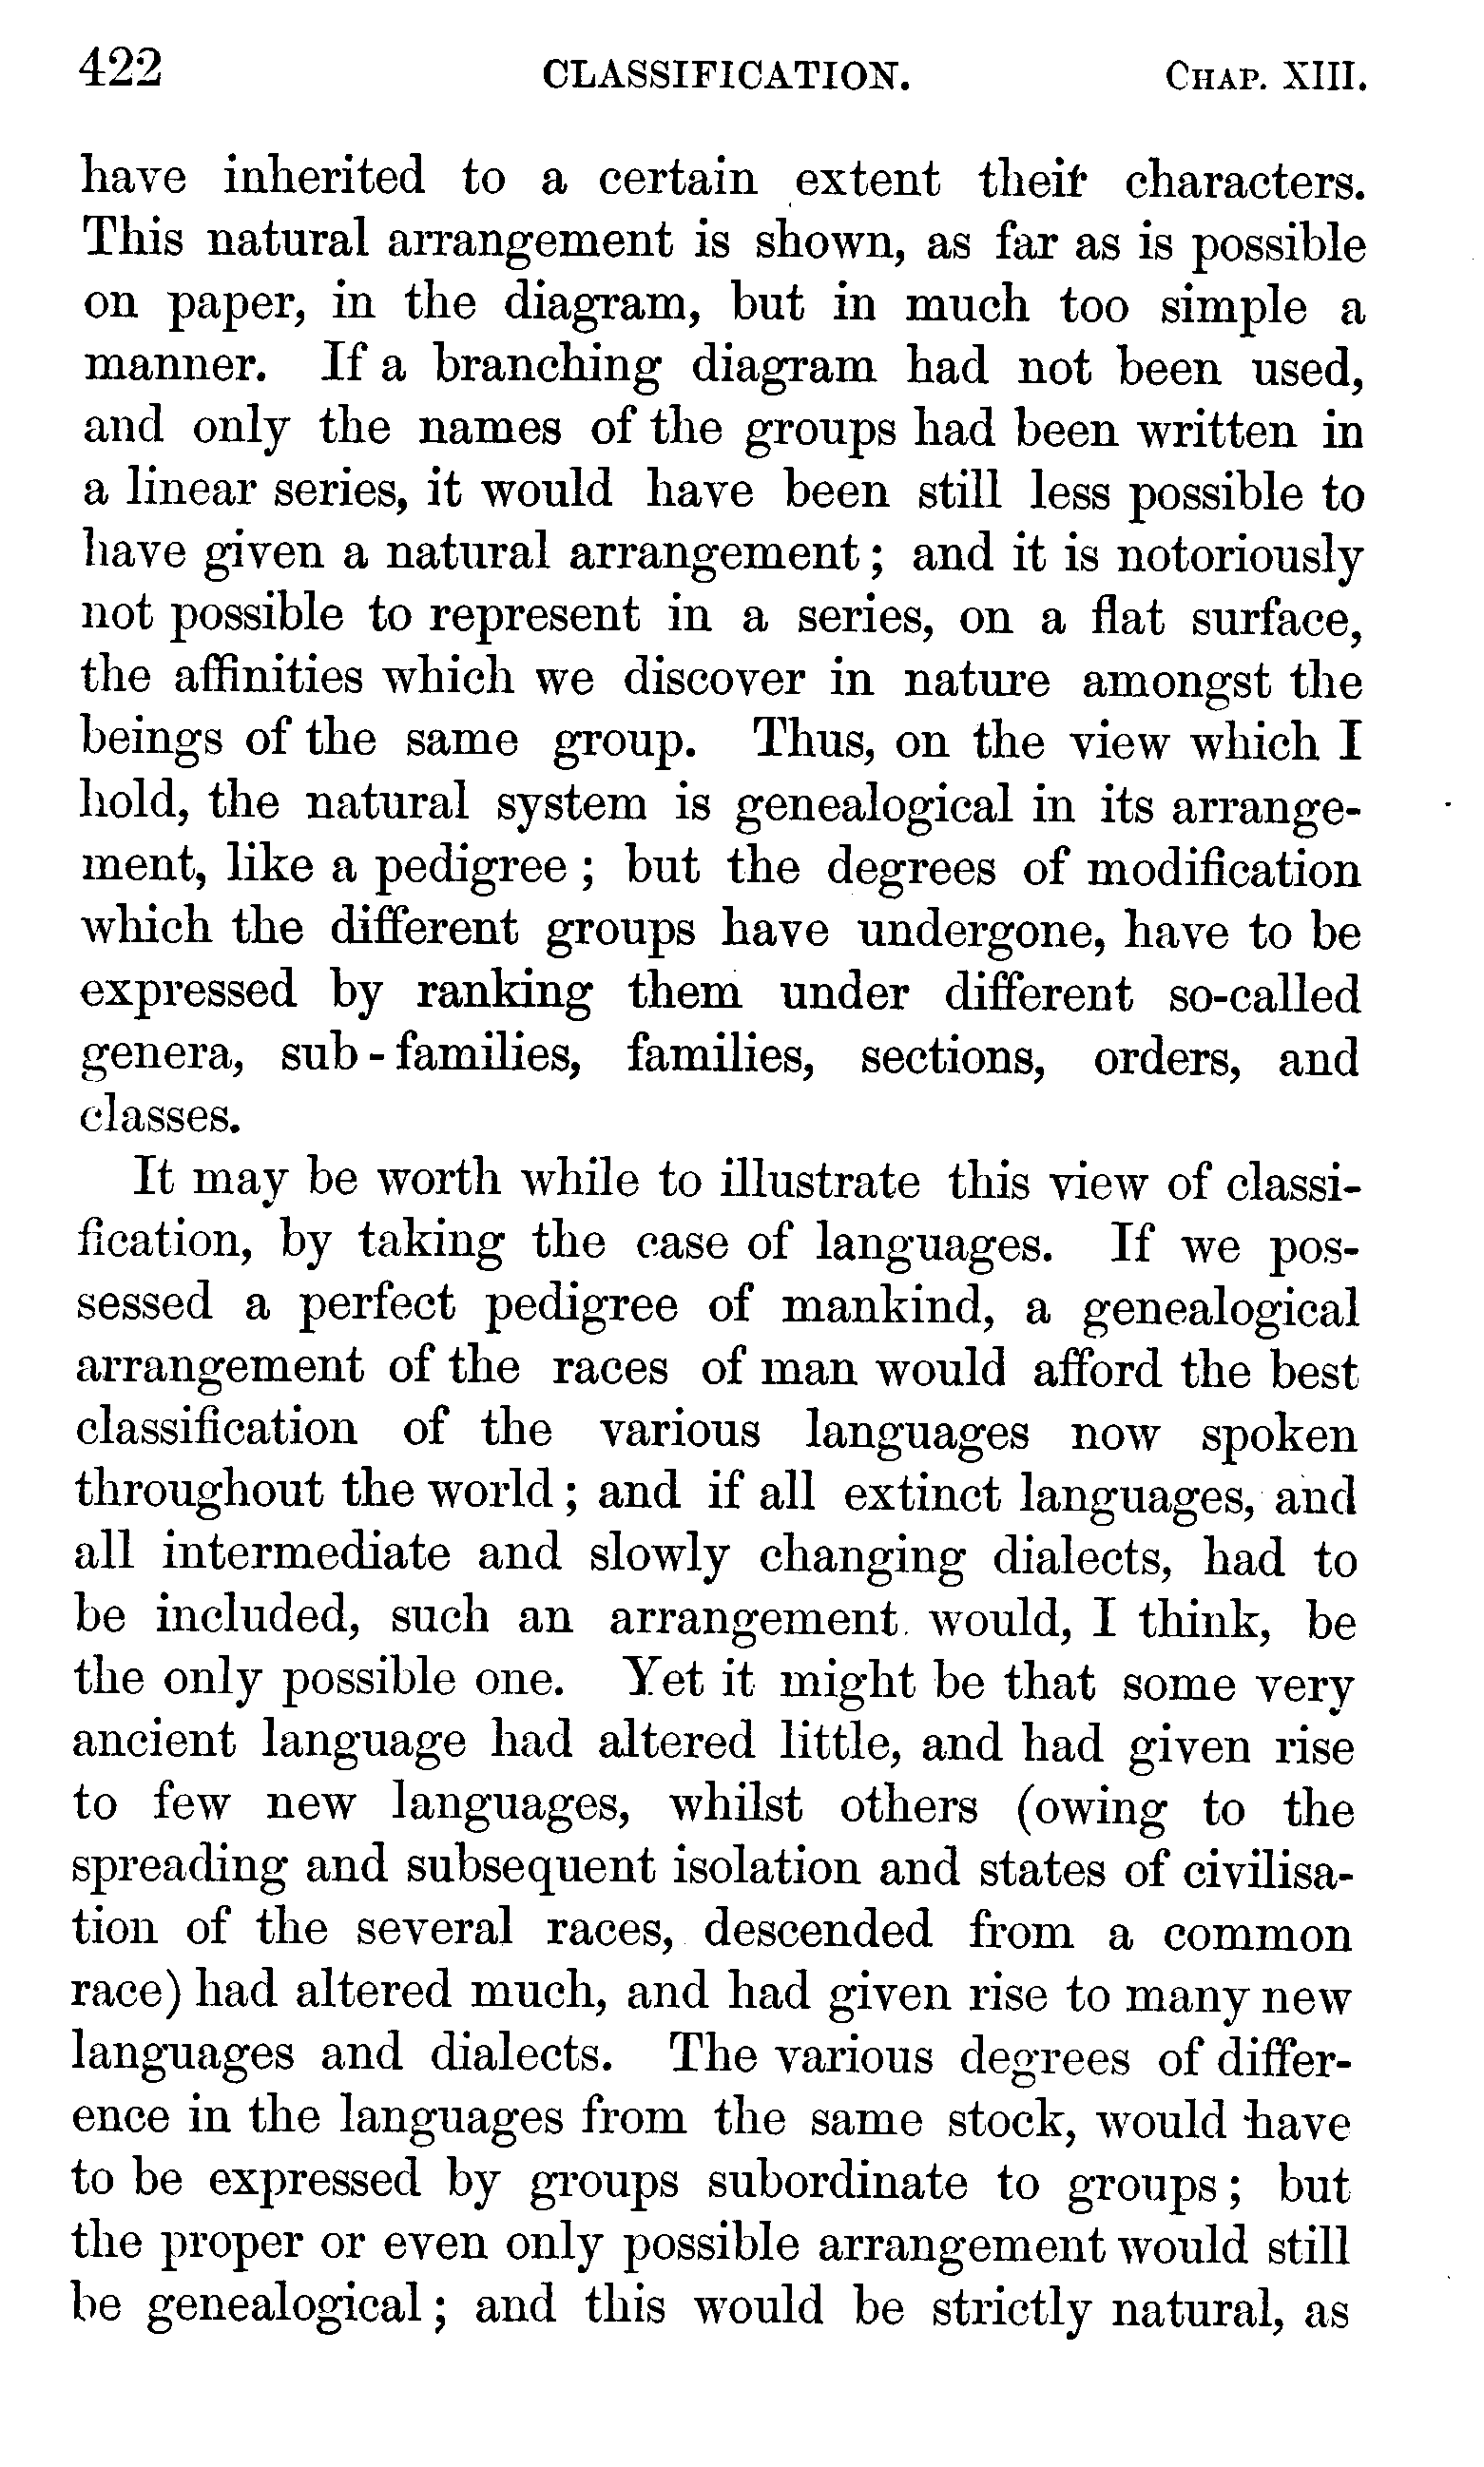 422 CLASSIFICATION. CHAP. XIII.
have inherited to a certain extent their characters.
This natural arrangement is shown, as far as is possible
on paper, in the diagram, but in much too simple a
manner. If a branching diagram had not been used,
and only the names of the groups had been written in
a linear series, it would have been still less possible to
have given a natural arrangement; and it is notoriously
not possible to represent in a series, on a flat surface,
the affinities which we discover in nature amongst the
beings of the same group. Thus, on the view which I
hold, the natural system is genealogical in its arrange-
ment, like a pedigree; but the degrees of modification
which the different groups have undergone, have to be
expressed by ranking them under different so-called
genera, sub-families, families, sections, orders, and
classes.
It may be worth while to illustrate this view of classi-
fication, by taking the case of languages. If we pos-
sessed a perfect pedigree of mankind, a genealogical
arrangement of the races of man would afford the best
classification of the various languages now spoken
throughout the world; and if all extinct languages, and
all intermediate and slowly changing dialects, had to
be included, such an arrangement would, I think, be
the only possible one. Yet it might be that some very
ancient language had altered little, and had given rise
to few new languages, whilst others (owing to the
spreading and subsequent isolation and states of civilisa-
tion of the several races, descended from a common
race) had altered much, and had given rise to many new
languages and dialects. The various degrees of differ-
ence in the languages from the same stock, would have
to be expressed by groups subordinate to groups; but
the proper or even only possible arrangement would still
be genealogical; and this would be strictly natural, as